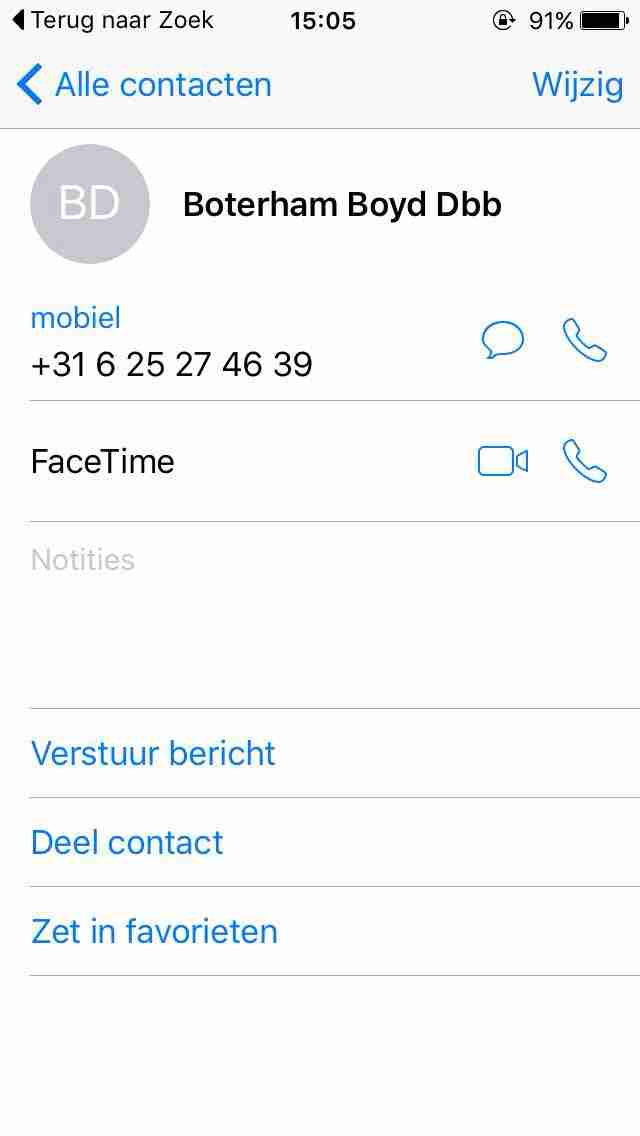 Terug naar Zoek 15:05 91%
Alle contacten Wijzig
BD Boterham Boyd Dbb
mobiel
+31 6 25 27 46 39
FaceTime
Notities
Verstuur bericht
Deel contact
Zet in favorieten